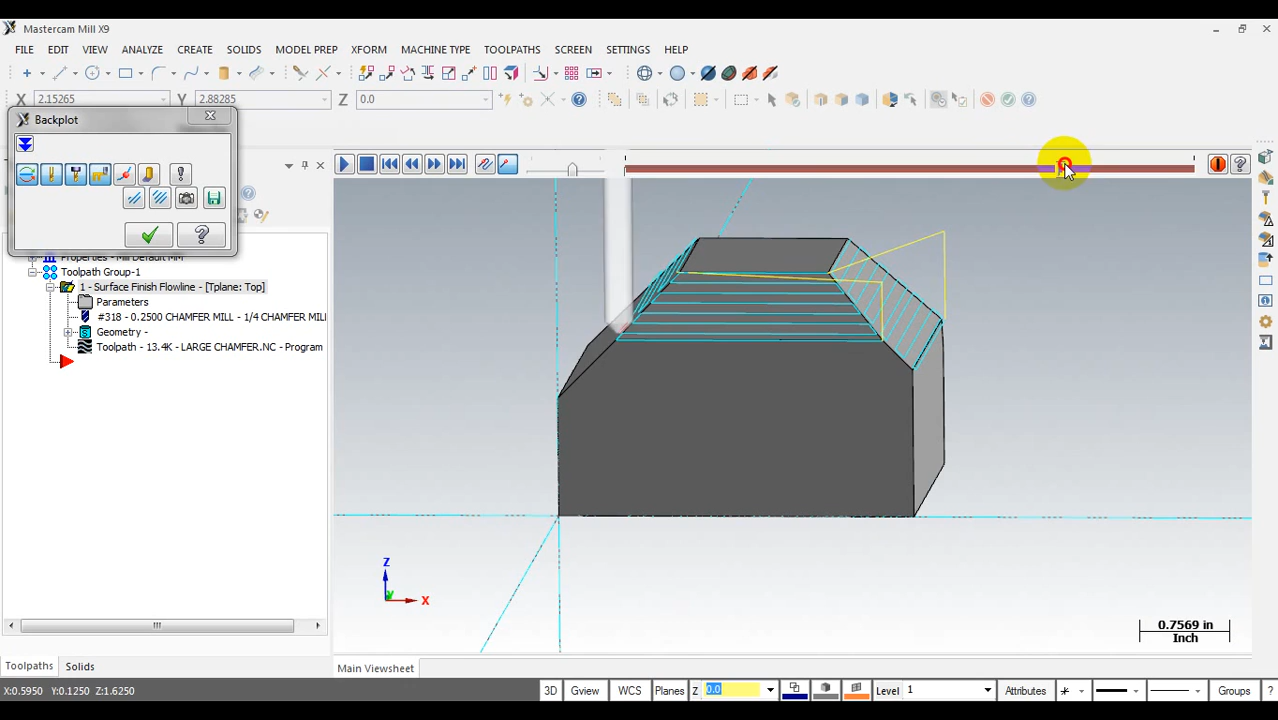 Mastercam Mill X9
FILE EDIT VIEW ANALYZE CREATE SOLIDS MODEL PREP XFORM MACHINE TYPE TOOLPATHS SCREEN SETTINGS HELP
X 2.15265 Y 2.88285 Z 0.0
Backplot
Properties - Mill Default MM
Toolpath Group-1
1 - Surface Finish Flowline - [Tplane: Top]
Parameters
#318 - 0.2500 CHAMFER MILL - 1/4 CHAMFER MIL
Geometry -
Toolpath - 13.4K - LARGE CHAMFER.NC - Program
Z
Y
X
0.7569 in
Inch
Toolpaths Solids
Main Viewsheet
X:0.5950 Y:0.1250 Z:1.6250
3D Gview WCS Planes Z 0.0 Level 1 Attributes Groups ?